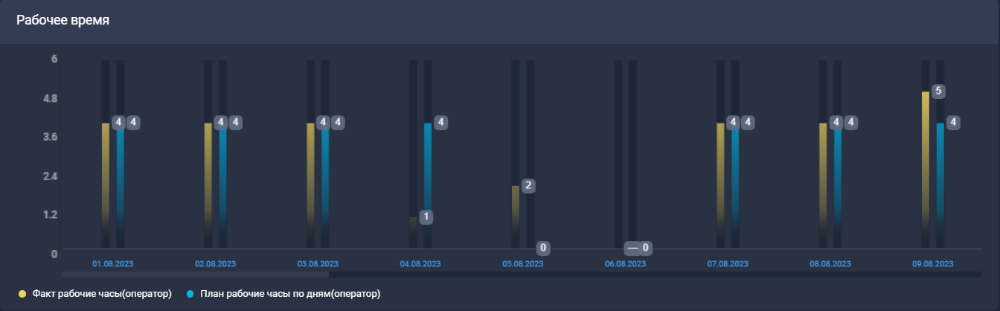 Рабочее время
6
4.8
3.6
2.4
1.2
0
4 4 4 4 4 4 1 4 2 0 — 0 4 4 4 4 5 4
01.08.2023 02.08.2023 03.08.2023 04.08.2023 05.08.2023 06.08.2023 07.08.2023 08.08.2023 09.08.2023
Факт рабочие часы(оператор) План рабочие часы по дням(оператор)